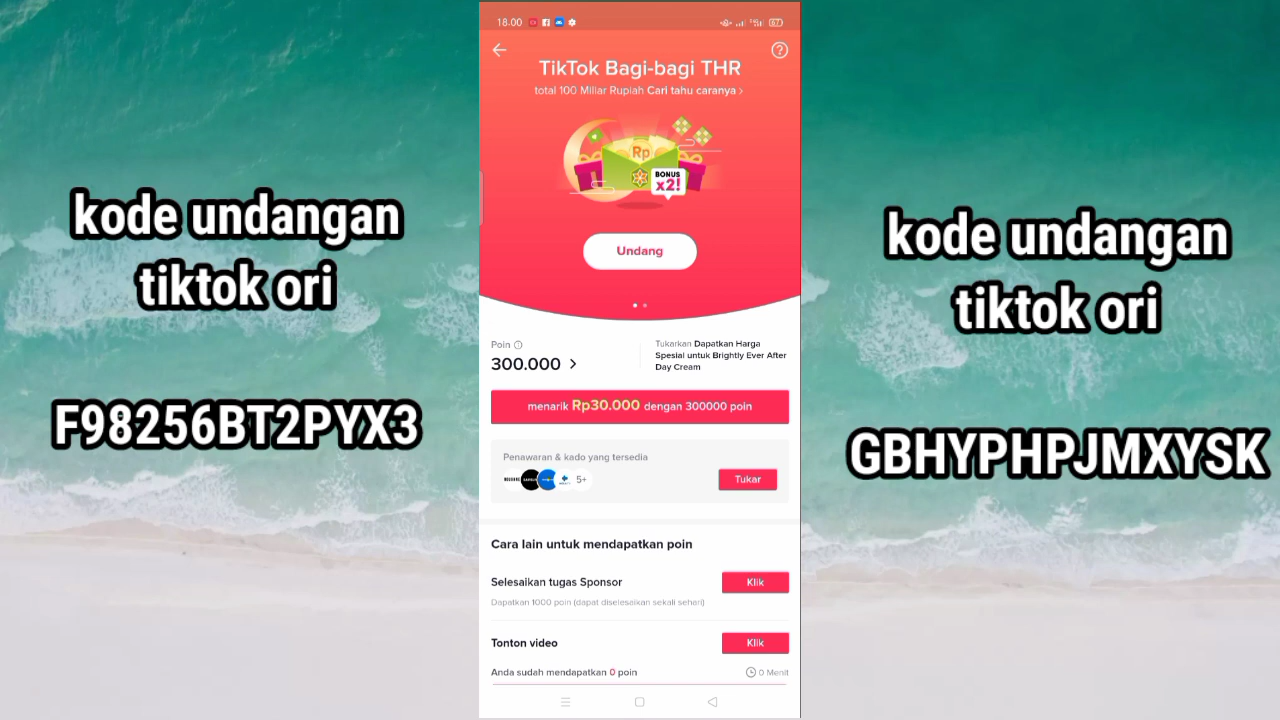 kode undangan
tiktok ori
F98256BT2PYX3
18.00
TikTok Bagi-bagi THR
total 100 Miliar Rupiah Cari tahu caranya
Rp
BONUS
x2!
Undang
Poin
300.000
Tukarkan Dapatkan Harga
Spesial untuk Brightly Ever After
Day Cream
menarik Rp30.000 dengan 300000 poin
Penawaran & kado yang tersedia
5+
Tukar
Cara lain untuk mendapatkan poin
Selesaikan tugas Sponsor
Klik
Dapatkan 1000 poin (dapat diselesaikan sekali sehari)
Tonton video
Klik
Anda sudah mendapatkan 0 poin
0 Menit
kode undangan
tiktok ori
GBHYPHPJMXYSK